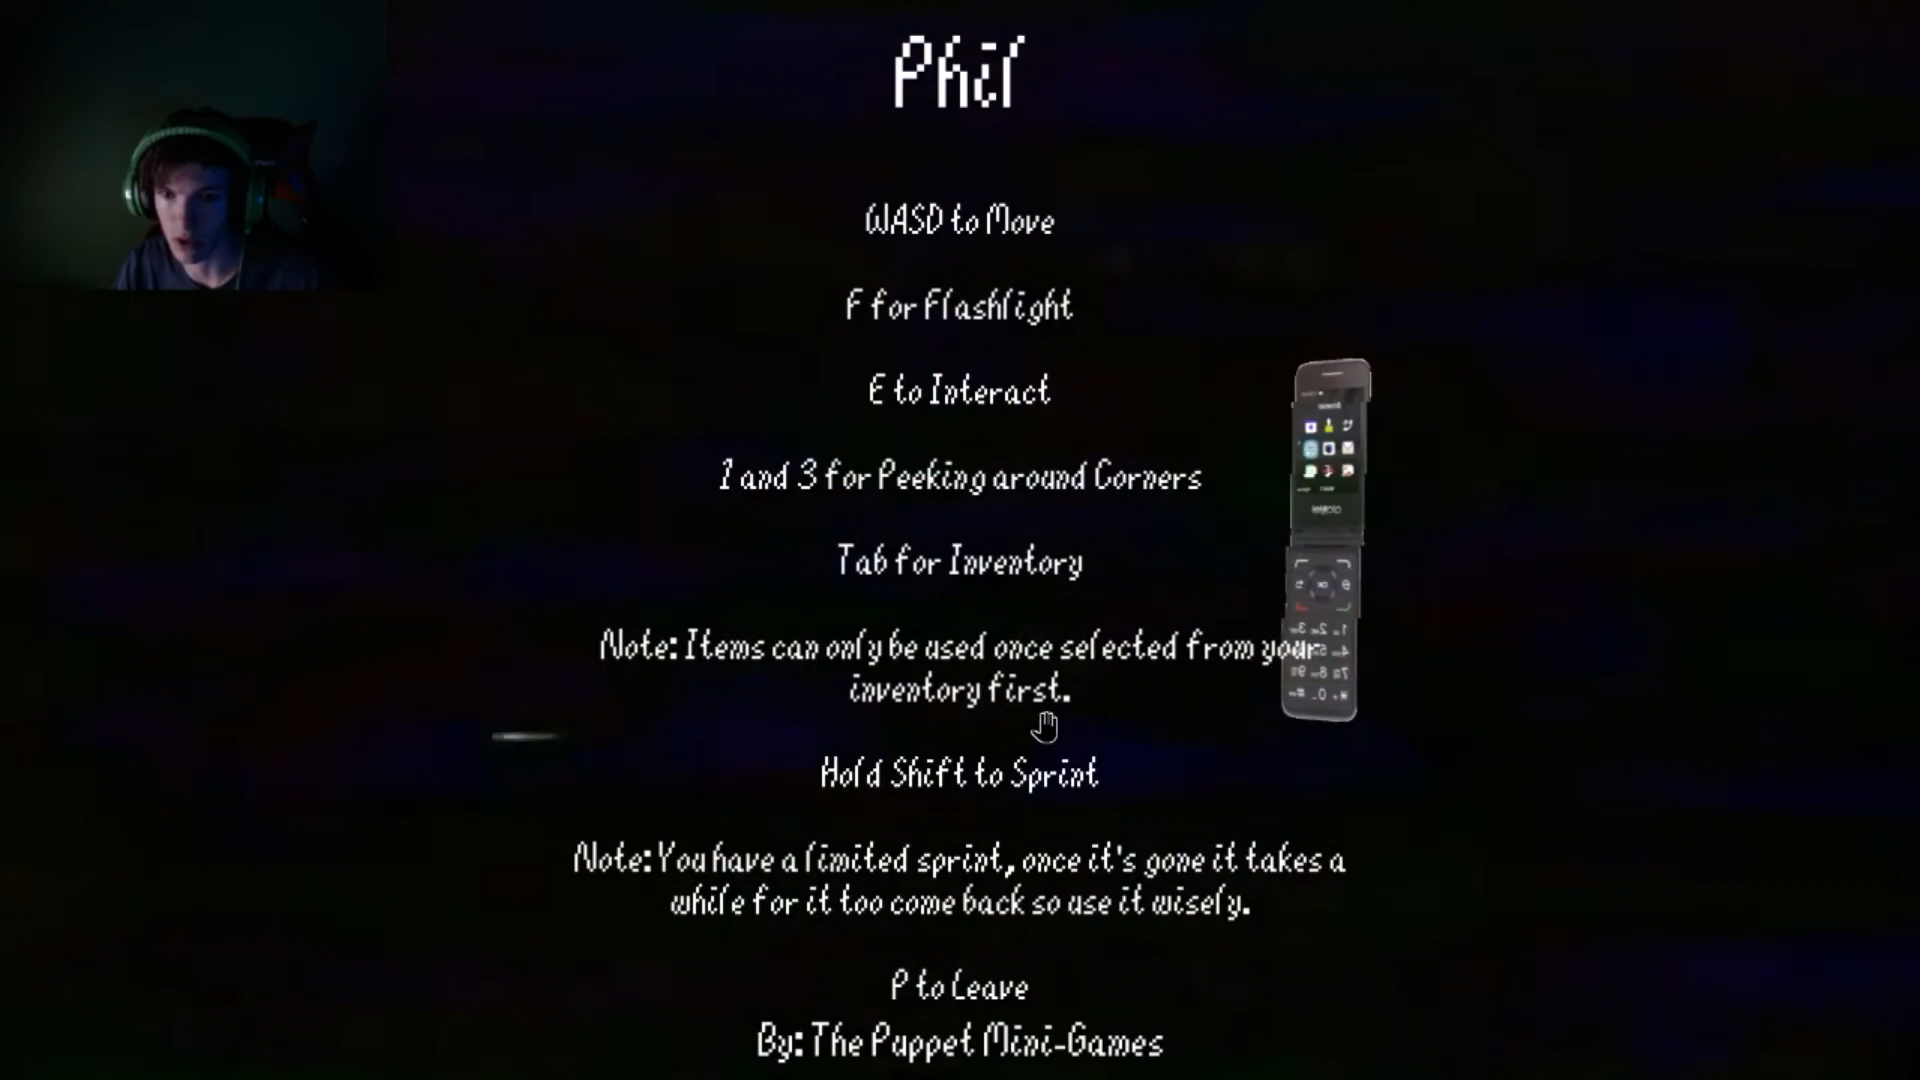 Phil
WASD to Move
F for Flashlight
E to Interact
1 and 3 for Peeking around Corners
Tab for Inventory
Note: Items can only be used once selected from your
inventory first.
Hold Shift to Sprint
Note: You have a limited sprint, once it's gone it takes a
while for it too come back so use it wisely.
P to Leave
By: The Puppet Mini-Games